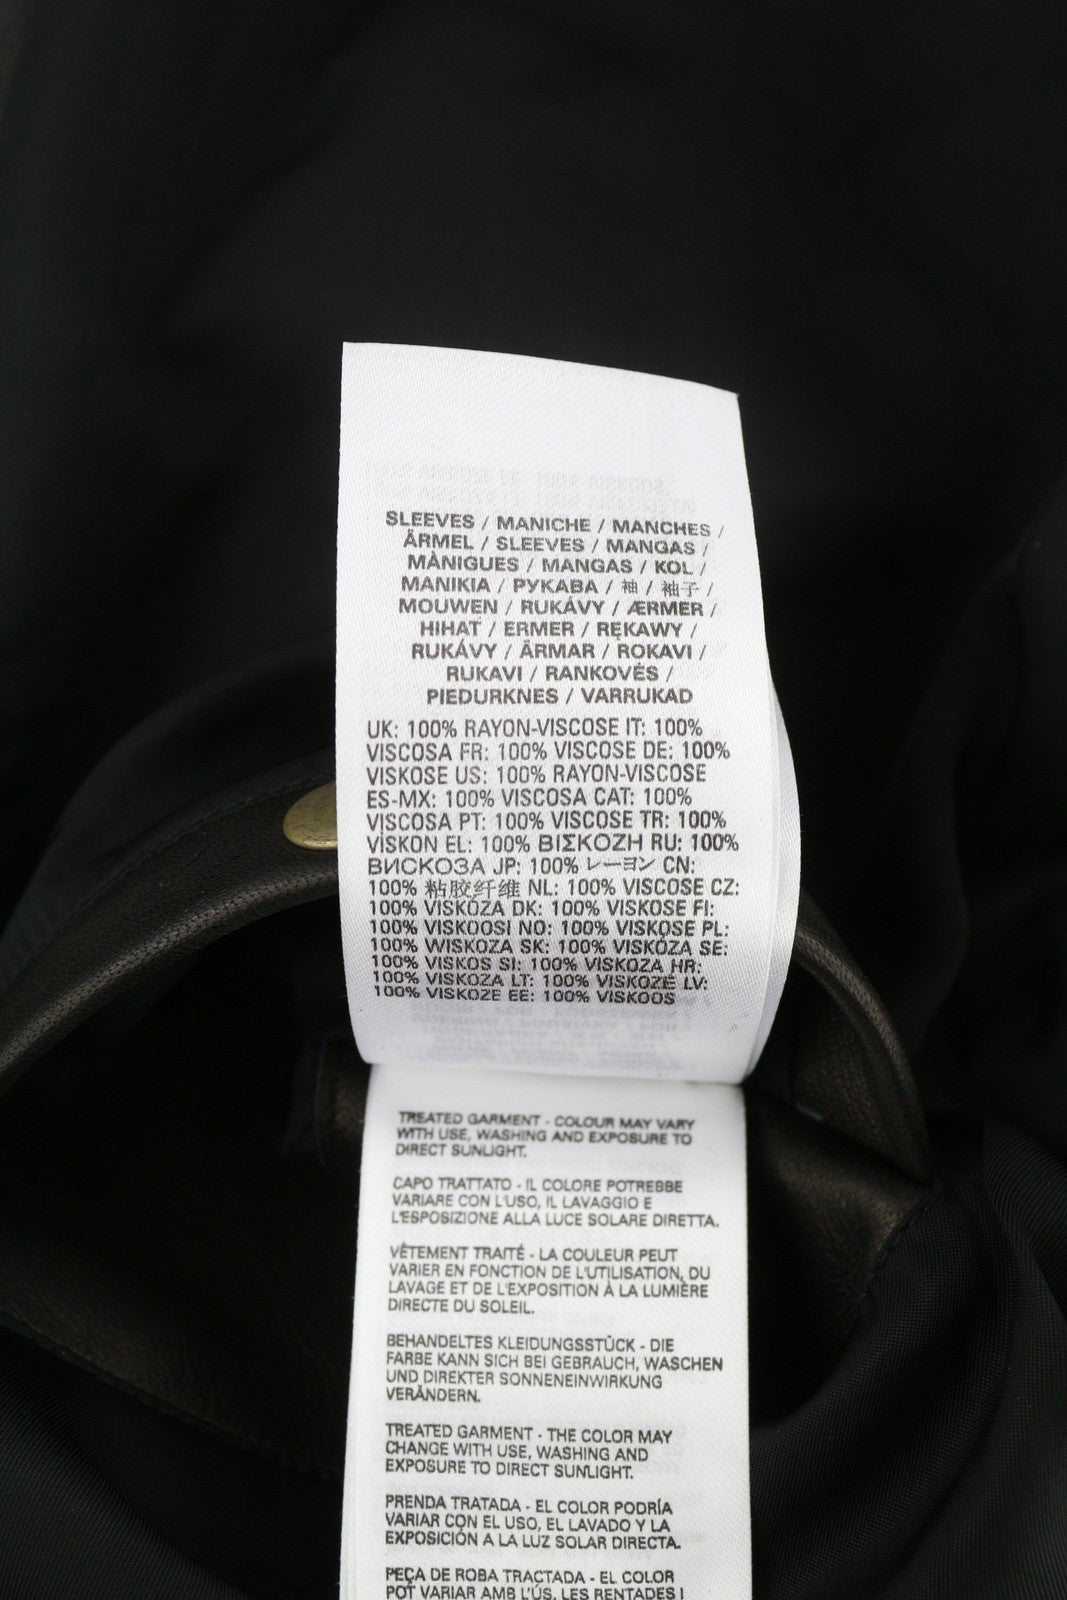 SLEEVES / MANICHE / MANCHES /
ÄRMEL / SLEEVES / MANGAS /
MÀNIGUES / MANGAS / KOL /
MANIKIA / РУКАВА / 袖 / 袖子 /
MOUWEN / RUKÁVY / ÆRMER /
HIHAT / ERMER / RĘKAWY /
RUKÁVY / ÄRMAR / ROKAVI /
RUKAVI / RANKOVĖS /
PIEDURKNES / VARRUKAD
UK: 100% RAYON-VISCOSE IT: 100%
VISCOSA FR: 100% VISCOSE DE: 100%
VISKOSE US: 100% RAYON-VISCOSE
ES-MX: 100% VISCOSA CAT: 100%
VISCOSA PT: 100% VISCOSE TR: 100%
VİSKON EL: 100% ΒΙΣΚΟΖΗ RU: 100%
ВИСКОЗА JP: 100% レーヨン CN:
100% 粘胶纤维 NL: 100% VISCOSE CZ:
100% VISKÓZA DK: 100% VISKOSE FI:
100% VISKOOSI NO: 100% VISKOSE PL:
100% WISKOZA SK: 100% VISKÓZA SE:
100% VISKOS SI: 100% VISKOZA HR:
100% VISKOZA LT: 100% VISKOZĖ LV:
100% VISKOZE EE: 100% VISKOOS
TREATED GARMENT - COLOUR MAY VARY
WITH USE, WASHING AND EXPOSURE TO
DIRECT SUNLIGHT.
CAPO TRATTATO - IL COLORE POTREBBE
VARIARE CON L'USO, IL LAVAGGIO E
L'ESPOSIZIONE ALLA LUCE SOLARE DIRETTA.
VÊTEMENT TRAITÉ - LA COULEUR PEUT
VARIER EN FONCTION DE L'UTILISATION, DU
LAVAGE ET DE L'EXPOSITION À LA LUMIÈRE
DIRECTE DU SOLEIL.
BEHANDELTES KLEIDUNGSSTÜCK - DIE
FARBE KANN SICH BEI GEBRAUCH, WASCHEN
UND DIREKTER SONNENEINWIRKUNG
VERÄNDERN.
TREATED GARMENT - THE COLOR MAY
CHANGE WITH USE, WASHING AND
EXPOSURE TO DIRECT SUNLIGHT.
PRENDA TRATADA - EL COLOR PODRÍA
VARIAR CON EL USO, EL LAVADO Y LA
EXPOSICIÓN A LA LUZ SOLAR DIRECTA.
PEÇA DE ROBA TRACTADA - EL COLOR
POT VARIAR AMB L'ÚS, LES RENTADES I